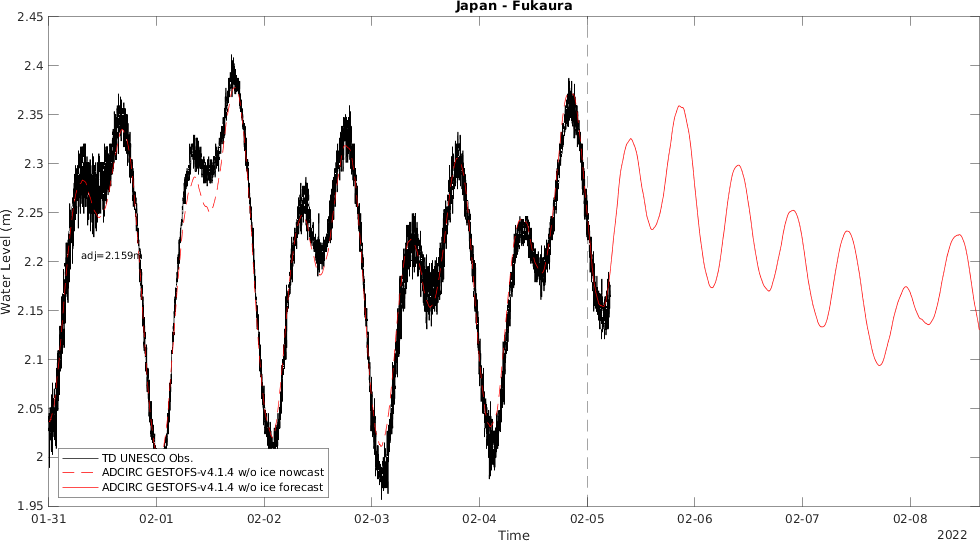 Japan - Fukaura
2.45
2.4
2.35
2.3
2.25
2.2
2.15
2.1
2.05
2
1.95
Water Level (m)
adj=2.159m
TD UNESCO Obs.
ADCIRC GESTOFS-v4.1.4 w/o ice nowcast
ADCIRC GESTOFS-v4.1.4 w/o ice forecast
01-31 02-01 02-02 02-03 02-04 02-05 02-06 02-07 02-08
Time
2022